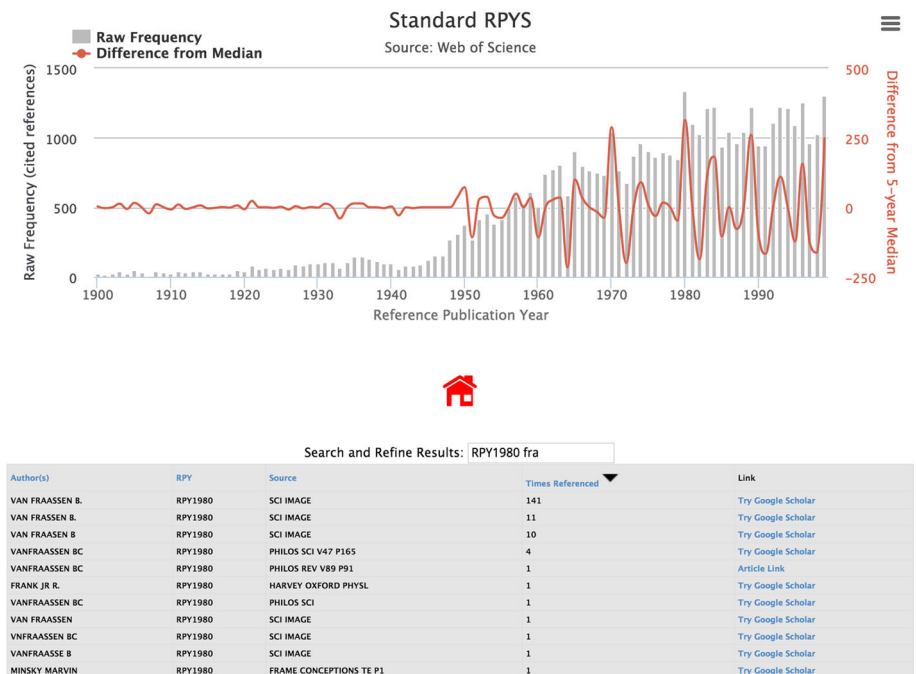 Standard RPYS
Source: Web of Science
Raw Frequency
Difference from Median
Raw Frequency (cited references)
1500
1000
500
0
500
250
0
−250
Difference from 5−year Median
1900 1910 1920 1930 1940 1950 1960 1970 1980 1990
Reference Publication Year
Search and Refine Results: RPY1980 fra
Author(s) RPY Source Times Referenced Link
VAN FRAASSEN B. RPY1980 SCI IMAGE 141 Try Google Scholar
VAN FRASSEN B. RPY1980 SCI IMAGE 11 Try Google Scholar
VAN FRAASEN B RPY1980 SCI IMAGE 10 Try Google Scholar
VANFRAASSEN BC RPY1980 PHILOS SCI V47 P165 4 Try Google Scholar
VANFRAASSEN BC RPY1980 PHILOS REV V89 P91 1 Article Link
FRANK JR R. RPY1980 HARVEY OXFORD PHYSL 1 Try Google Scholar
VANFRAASSEN BC RPY1980 PHILOS SCI 1 Try Google Scholar
VAN FRAASSEN RPY1980 SCI IMAGE 1 Try Google Scholar
VNFRAASSEN BC RPY1980 SCI IMAGE 1 Try Google Scholar
VANFRAASSE B RPY1980 SCI IMAGE 1 Try Google Scholar
MINSKY MARVIN RPY1980 FRAME CONCEPTIONS TE P1 1 Try Google Scholar